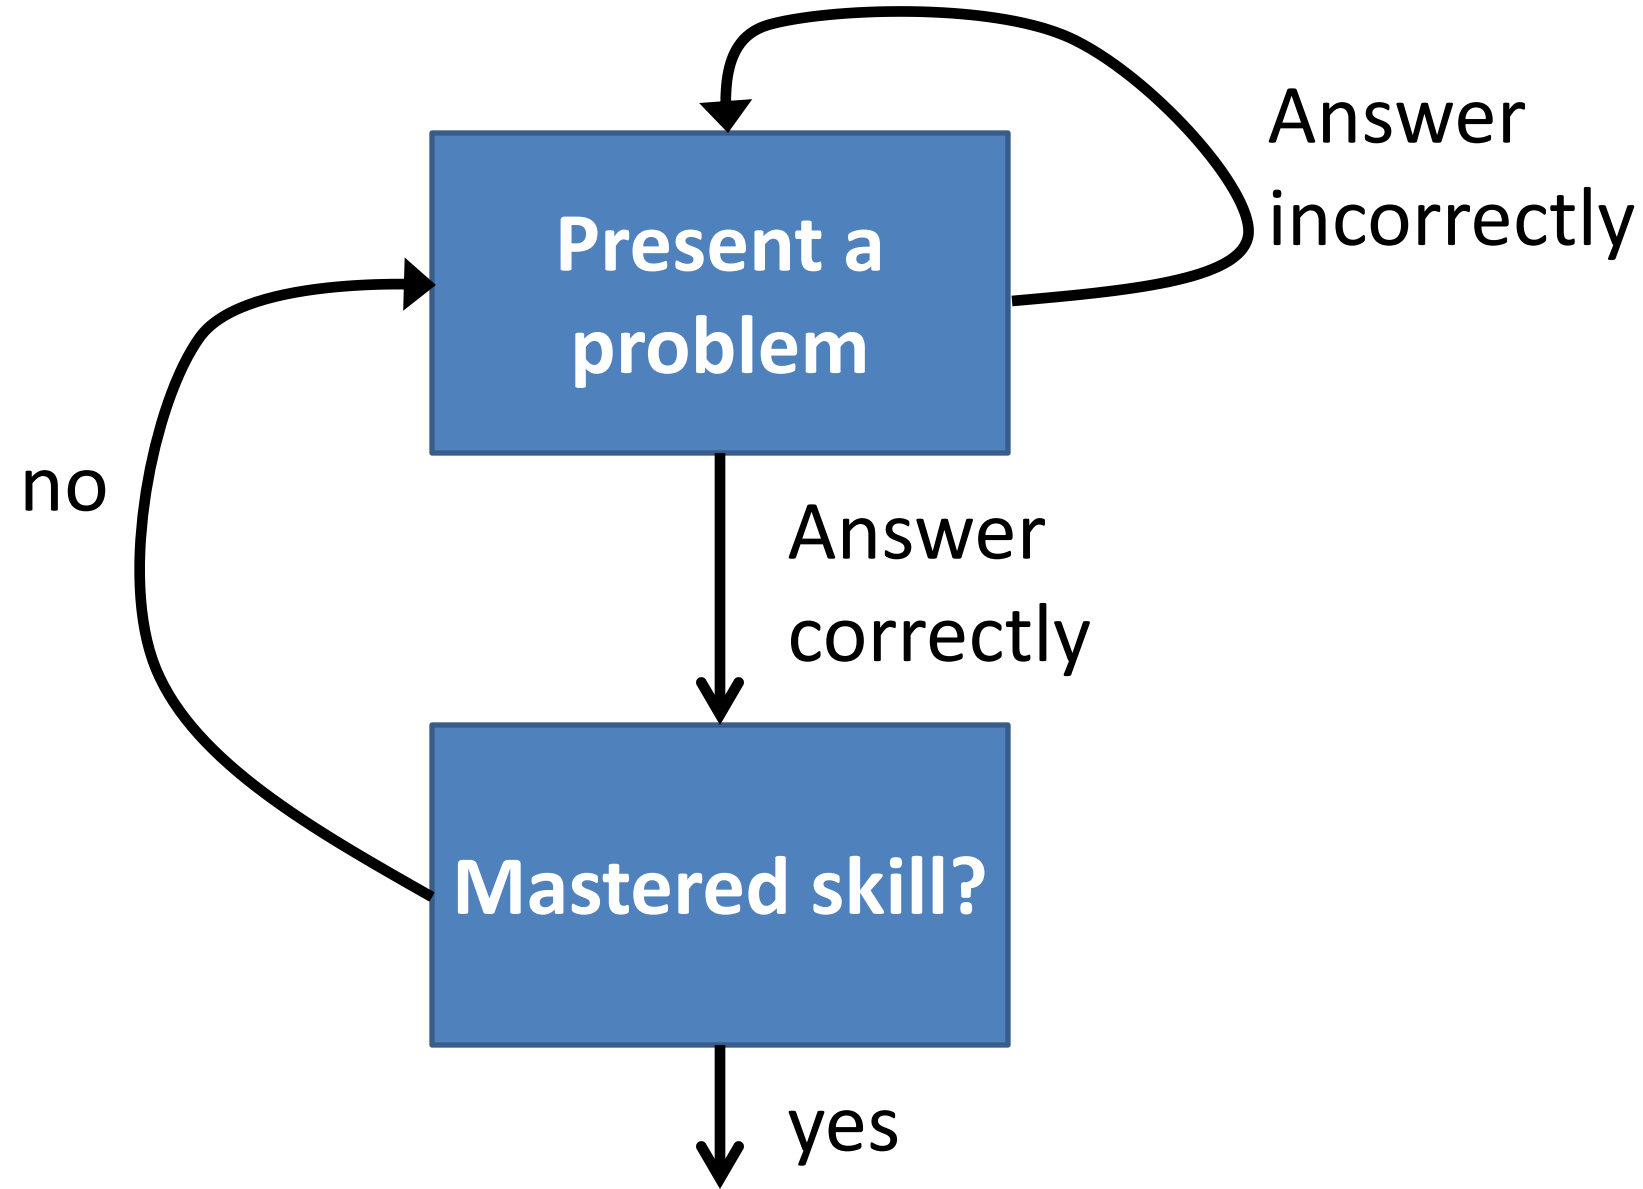 Answer
incorrectly
Present a
problem
no
Answer
correctly
Mastered skill?
yes